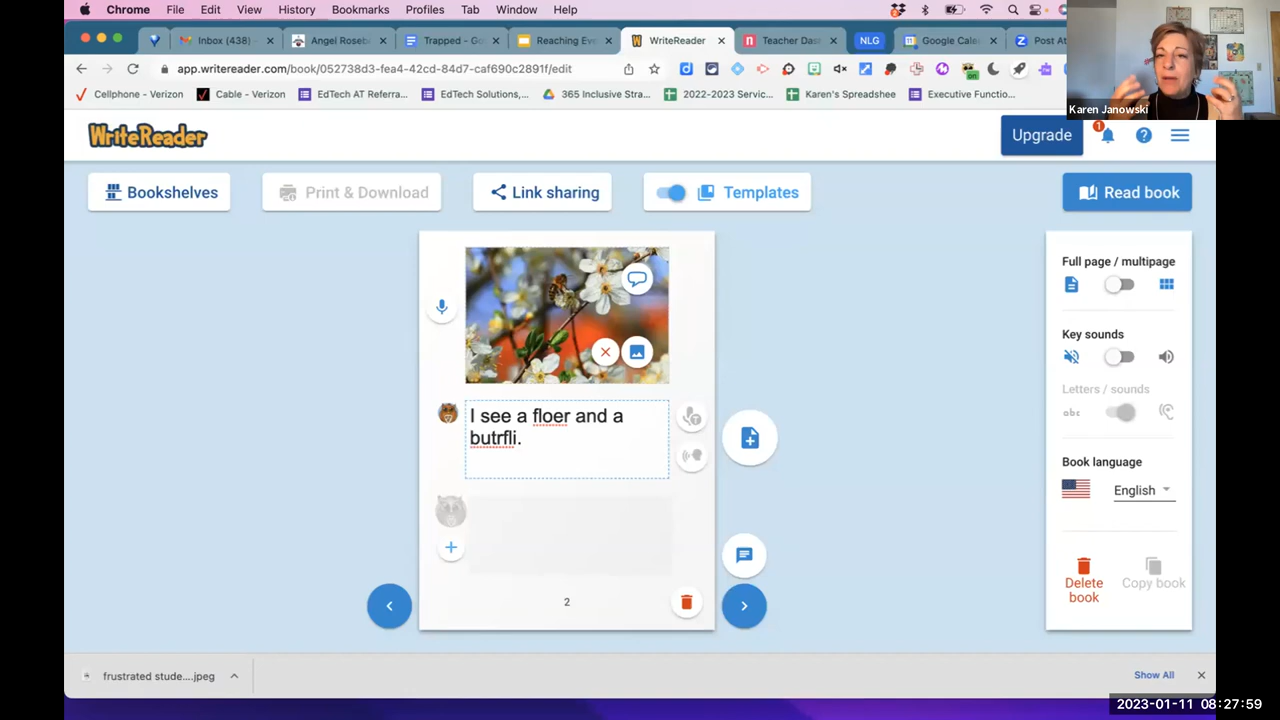 Chrome File Edit View History Bookmarks Profiles Tab Window Help
Inbox (438) - Angel Roseb Trapped - Go Reaching Eve WriteReader Teacher Das NLG Google Cale Post At
app.writereader.com/book/052738d3-fea4-42cd-84d7-caf690c2891f/edit
Cellphone - Verizon Cable - Verizon EdTech AT Referra... EdTech Solutions,... 365 Inclusive Stra... 2022-2023 Servic... Karen's Spreadshee Executive Functio...
Karen Janowski
WriteReader
Upgrade
1
Bookshelves Print & Download Link sharing Templates Read book
Full page / multipage
Key sounds
Letters / sounds
abc
Book language
English
Delete book
Copy book
I see a floer and a
butrfli.
2
frustrated stude....jpeg
Show All
2023-01-11 08:27:59